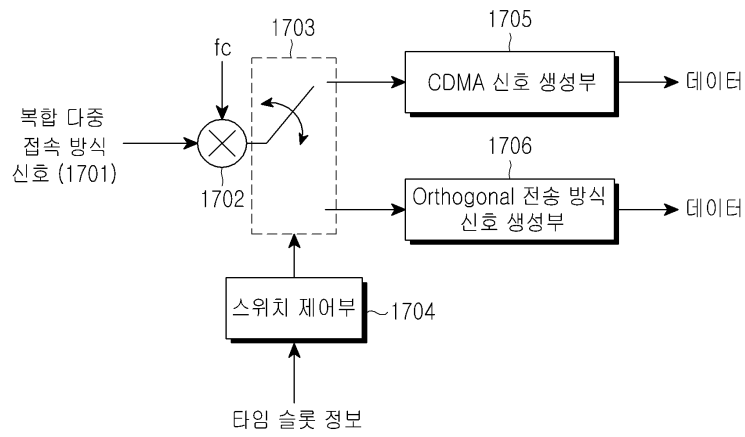 1703
1705
fc
CDMA 신호 생성부
데이터
복합 다중
접속 방식
신호 (1701)
1702
1706
Orthogonal 전송 방식
신호 생성부
데이터
스위치 제어부
1704
타임 슬롯 정보